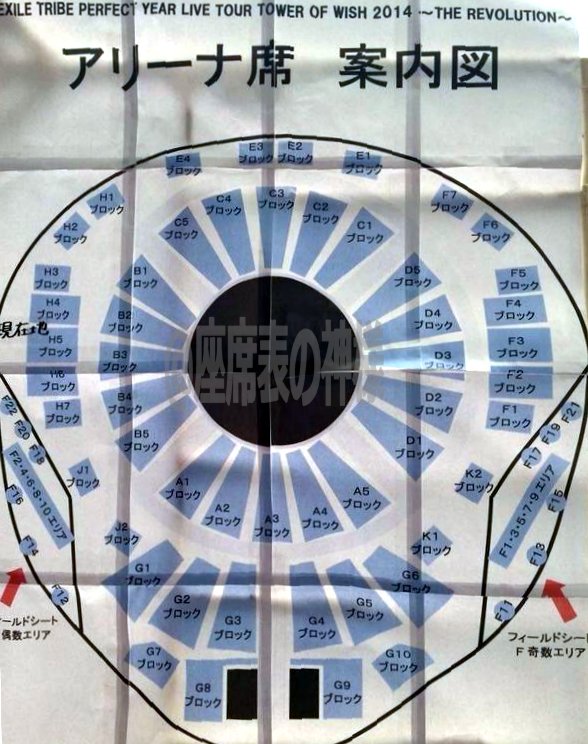 EXILE TRIBE PERFECT YEAR LIVE TOUR TOWER OF WISH 2014 ~THE REVOLUTION~
アリーナ席 案内図
E4
ブロック
E3
ブロック
E2
ブロック
E1
ブロック
H1
ブロック
H2
ブロック
C5
ブロック
C4
ブロック
C3
ブロック
C2
ブロック
C1
ブロック
F7
ブロック
F6
ブロック
H3
ブロック
H4
ブロック
現在地
H5
ブロック
H6
ブロック
H7
ブロック
B1
ブロック
B2
ブロック
B3
ブロック
B4
ブロック
B5
ブロック
座席表の神様
D5
ブロック
D4
ブロック
D3
ブロック
D2
ブロック
D1
ブロック
F5
ブロック
F4
ブロック
F3
ブロック
F2
ブロック
F1
ブロック
F22
F20
F18
F2・4・6・8・10 エリア
F16
F14
F12
J1
ブロック
J2
ブロック
A1
ブロック
A2
ブロック
A3
ブロック
A4
ブロック
A5
ブロック
K2
ブロック
K1
ブロック
F21
F19
F17
F1・3・5・7・9 エリア
F15
F13
F11
G1
ブロック
G2
ブロック
G3
ブロック
G4
ブロック
G5
ブロック
G6
ブロック
G7
ブロック
G8
ブロック
G9
ブロック
G10
ブロック
ールドシート
偶数エリア
フィールドシート
F 奇数エリア